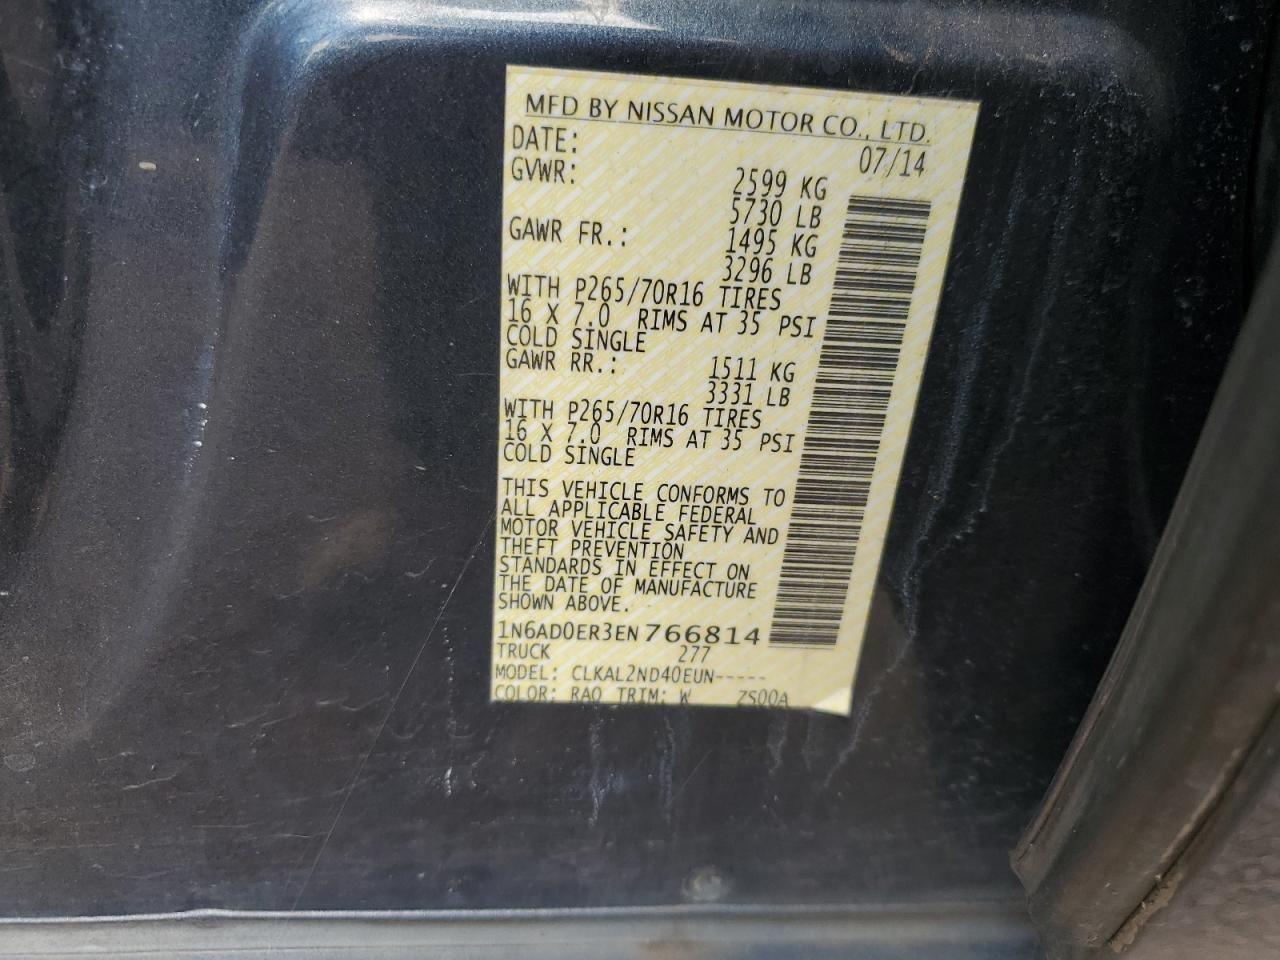 MFD BY NISSAN MOTOR CO., LTD.
DATE: 07/14
GVWR: 2599 KG
5730 LB
GAWR FR.: 1495 KG
3296 LB
WITH P265/70R16 TIRES
16 X 7.0 RIMS AT 35 PSI
COLD SINGLE
GAWR RR.: 1511 KG
3331 LB
WITH P265/70R16 TIRES
16 X 7.0 RIMS AT 35 PSI
COLD SINGLE
THIS VEHICLE CONFORMS TO
ALL APPLICABLE FEDERAL
MOTOR VEHICLE SAFETY AND
THEFT PREVENTION
STANDARDS IN EFFECT ON
THE DATE OF MANUFACTURE
SHOWN ABOVE.
1N6AD0ER3EN766814
TRUCK 277
MODEL: CLKAL2ND40EUN-----
COLOR: RAQ TRIM: W ZS00A